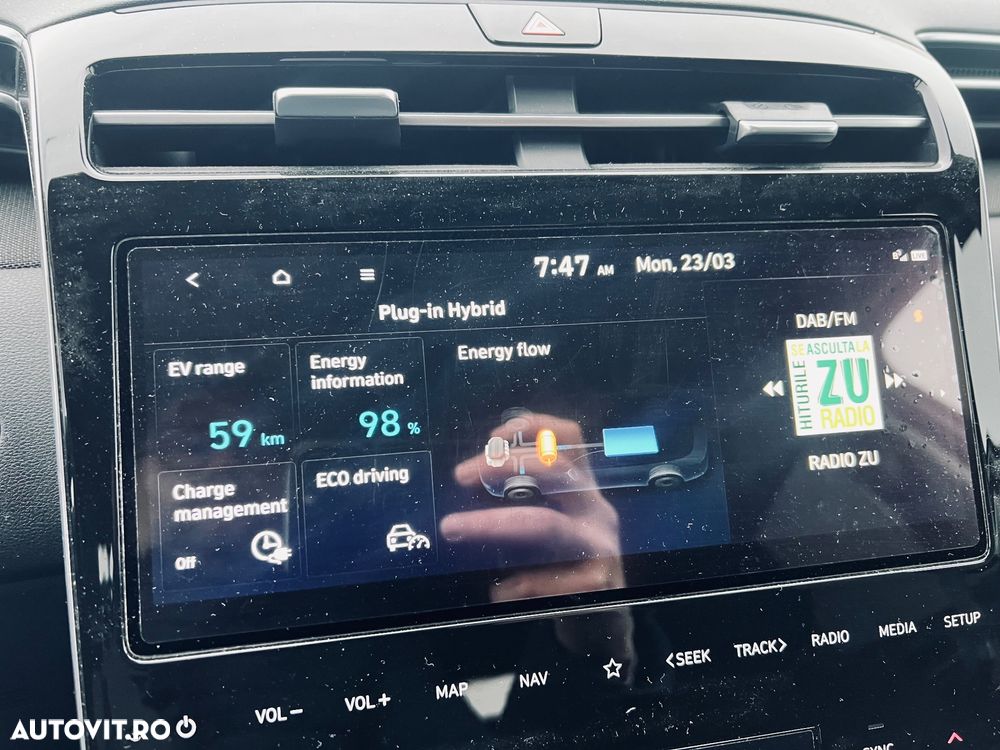 7:47 AM Mon, 23/03
LIVE
Plug-in Hybrid
EV range
59 km
Energy
information
98 %
Energy flow
Charge
management
Off
ECO driving
DAB/FM
SE ASCULTA LA
HITURILE
ZU
RADIO
RADIO ZU
VOL−
VOL+
MAP
NAV
<SEEK
TRACK>
RADIO
MEDIA
SETUP
SYNC
AUTOVIT.RO